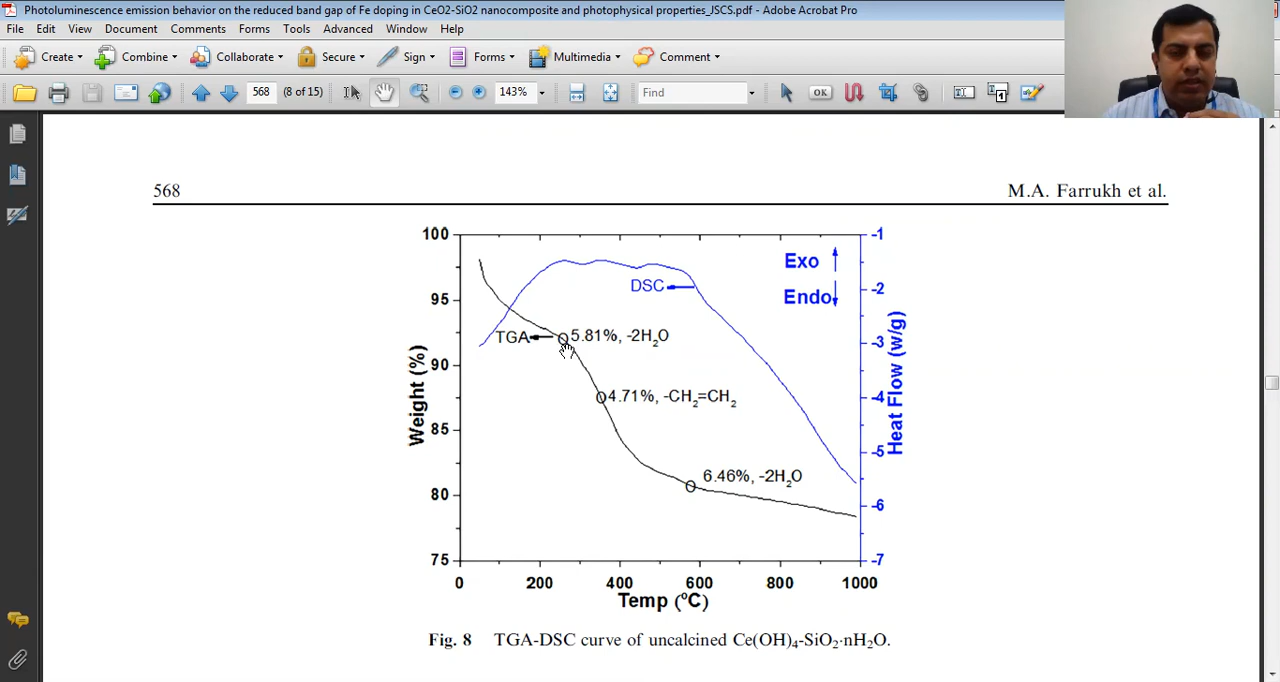 Photoluminescence emission behavior on the reduced band gap of Fe doping in CeO2-SiO2 nanocomposite and photophysical properties_JSCS.pdf - Adobe Acrobat Pro
File Edit View Document Comments Forms Tools Advanced Window Help
Create Combine Collaborate Secure Sign Forms Multimedia Comment
568 (8 of 15) 143% Find OK
568 M.A. Farrukh et al.
100 -1
Exo
DSC
Endo
-2
95
TGA 5.81%, -2H₂O
-3
90
4.71%, -CH₂=CH₂
-4
85
-5
6.46%, -2H₂O
80
-6
75 -7
Weight (%)
Heat Flow (w/g)
0 200 400 600 800 1000
Temp (°C)
Fig. 8 TGA-DSC curve of uncalcined Ce(OH)₄-SiO₂·nH₂O.